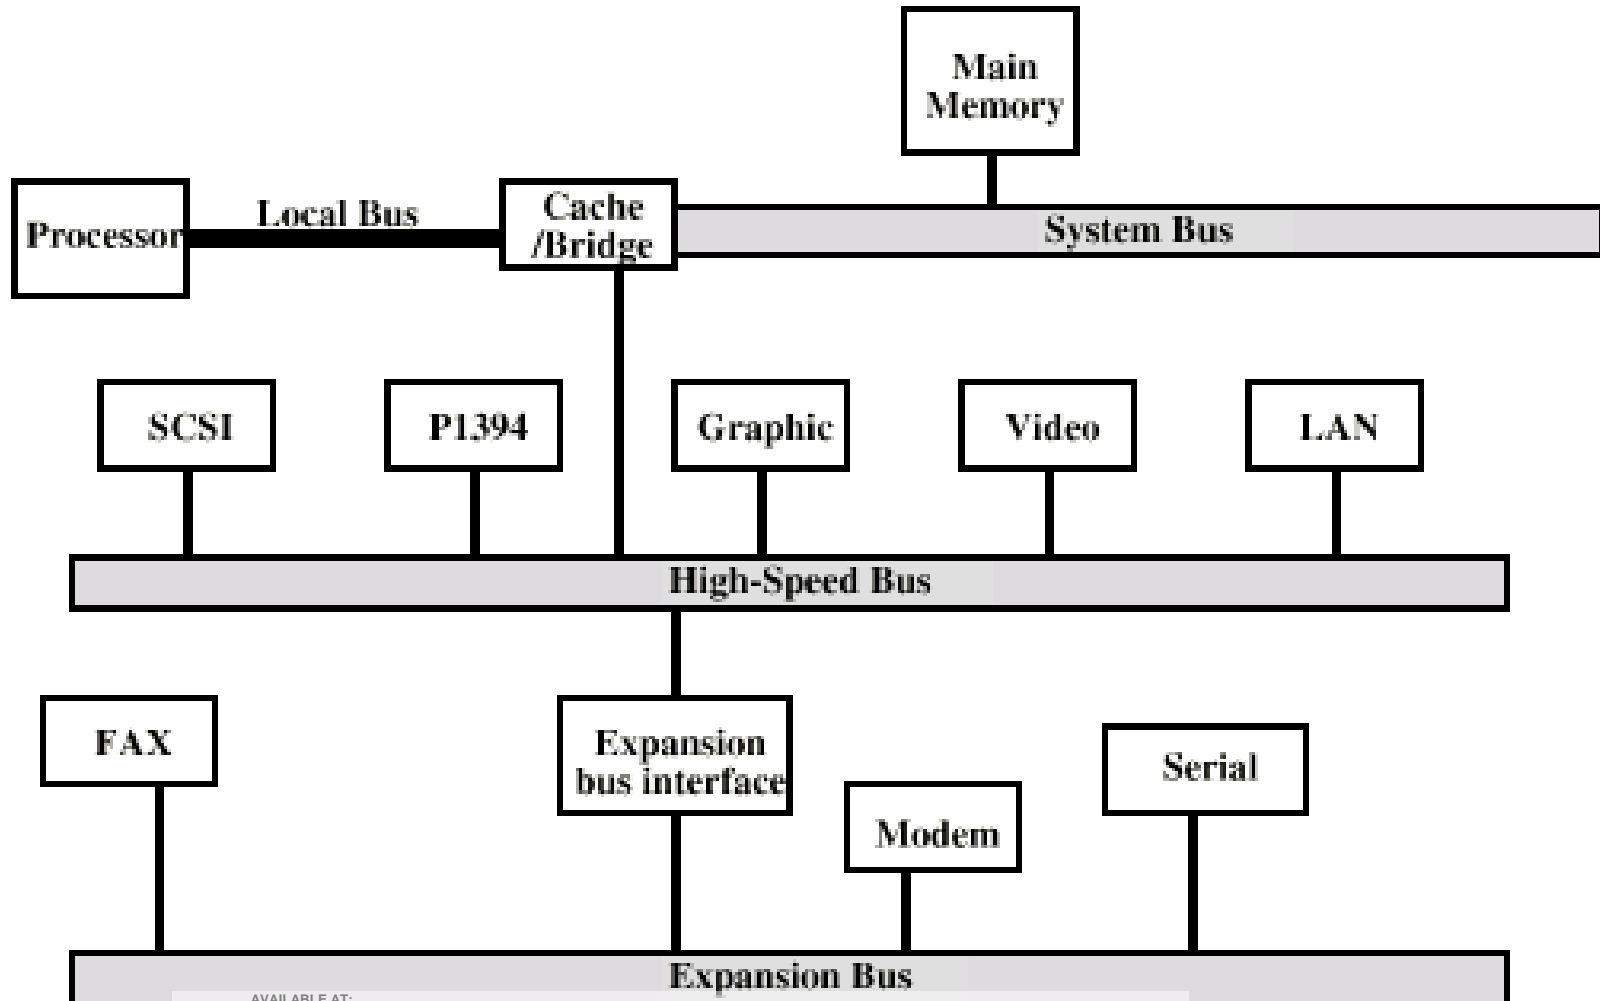 Main
Memory
Processor
Local Bus
Cache
/Bridge
System Bus
SCSI
P1394
Graphic
Video
LAN
High-Speed Bus
FAX
Expansion
bus interface
Modem
Serial
Expansion Bus
AVAILABLE AT: